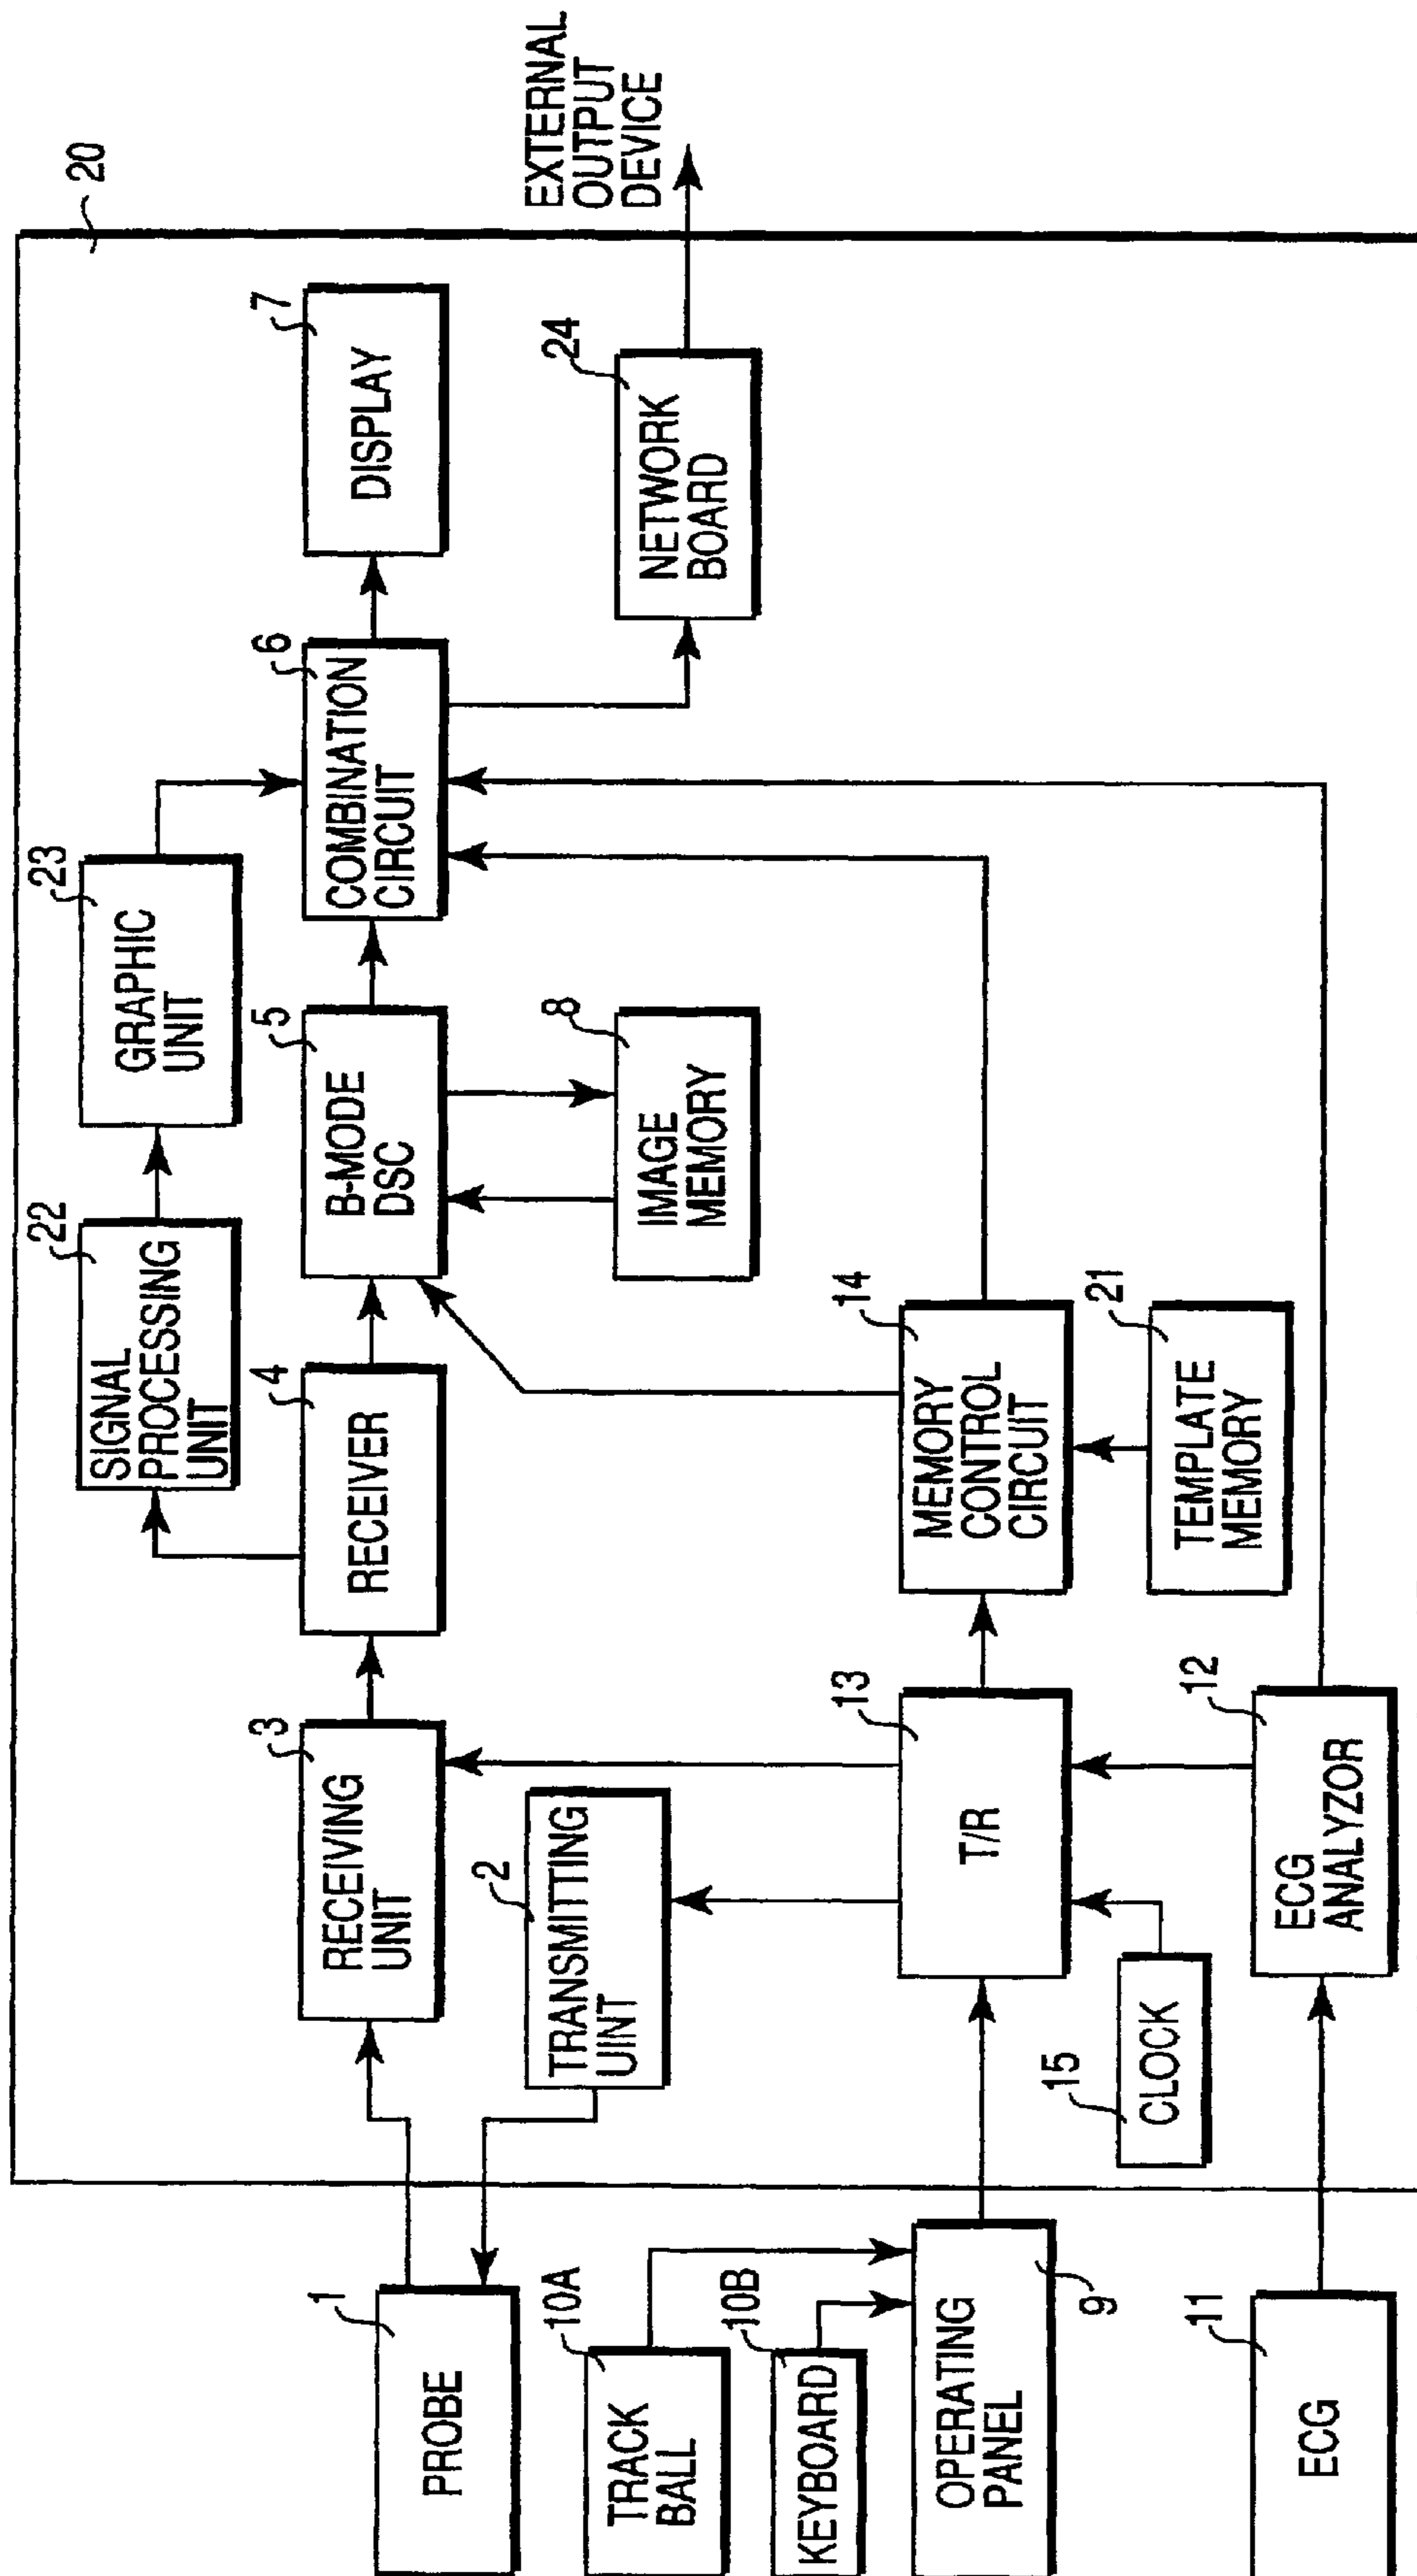 20
22
SIGNAL
PROCESSING
UNIT
23
GRAPHIC
UNIT
1
PROBE
3
RECEIVING
UNIT
4
RECEIVER
5
B-MODE
DSC
6
COMBINATION
CIRCUIT
7
DISPLAY
EXTERNAL
OUTPUT
DEVICE
10A
TRACK
BALL
2
TRANSMITTING
UINT
8
IMAGE
MEMORY
24
NETWORK
BOARD
10B
KEYBOARD
OPERATING
PANEL
9
13
T/R
14
MEMORY
CONTROL
CIRCUIT
15
CLOCK
21
TEMPLATE
MEMORY
11
ECG
12
ECG
ANALYZOR